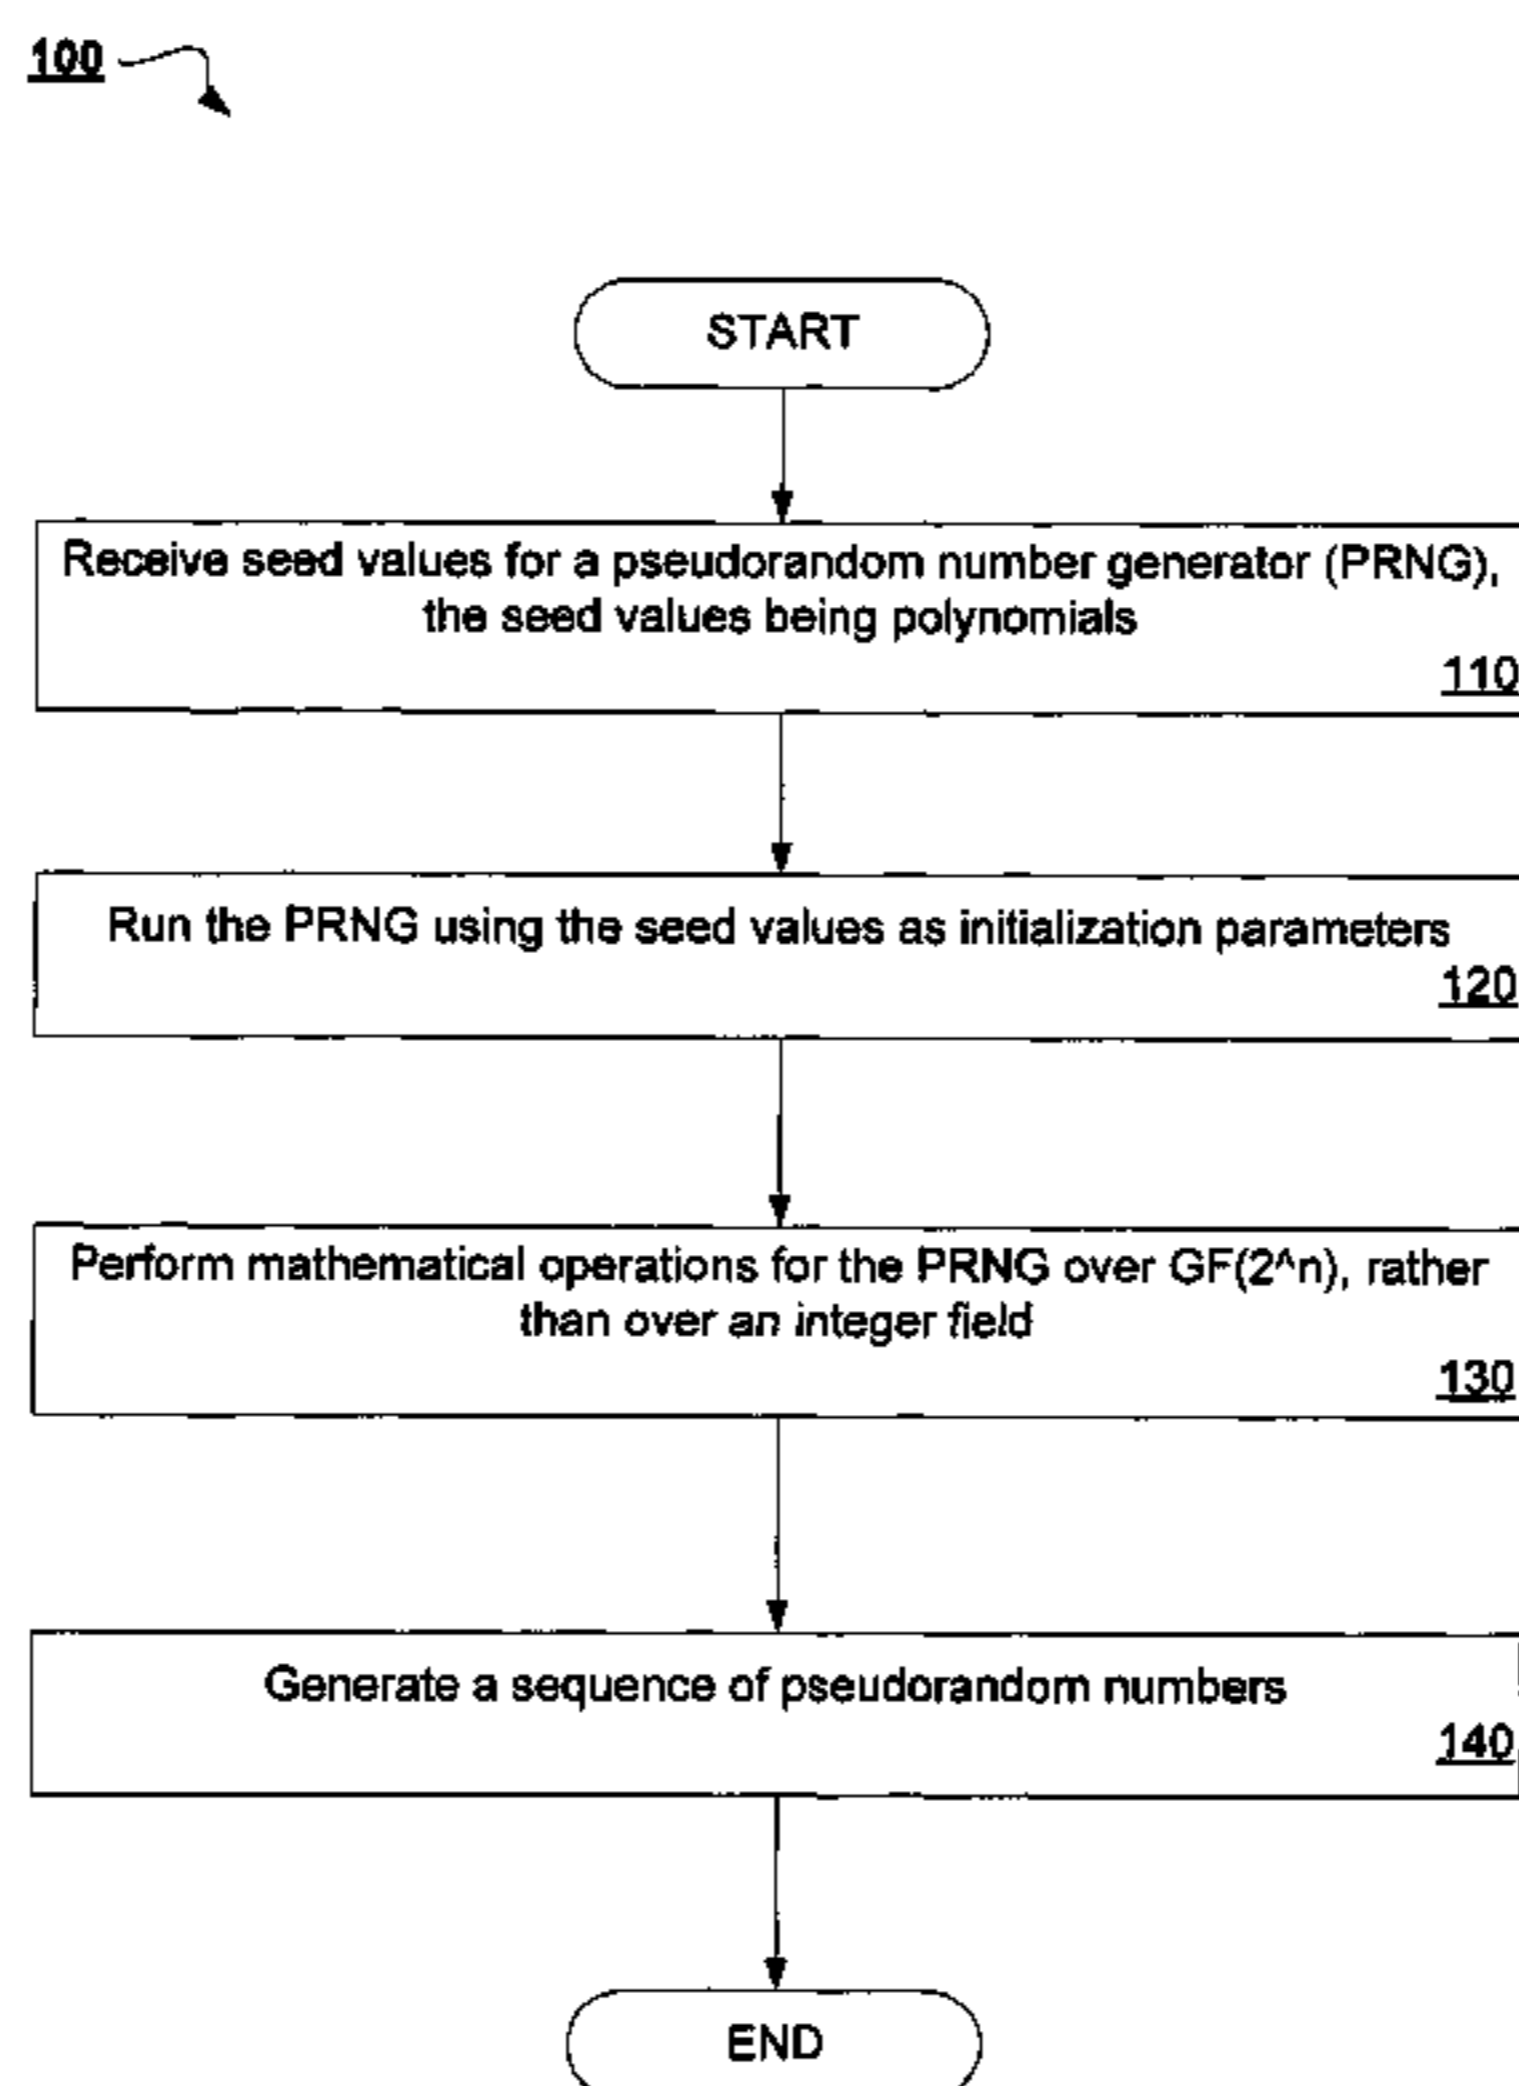 100
START
Receive seed values for a pseudorandom number generator (PRNG),
the seed values being polynomials
110
Run the PRNG using the seed values as initialization parameters
120
Perform mathematical operations for the PRNG over GF(2^n), rather
than over an integer field
130
Generate a sequence of pseudorandom numbers
140
END